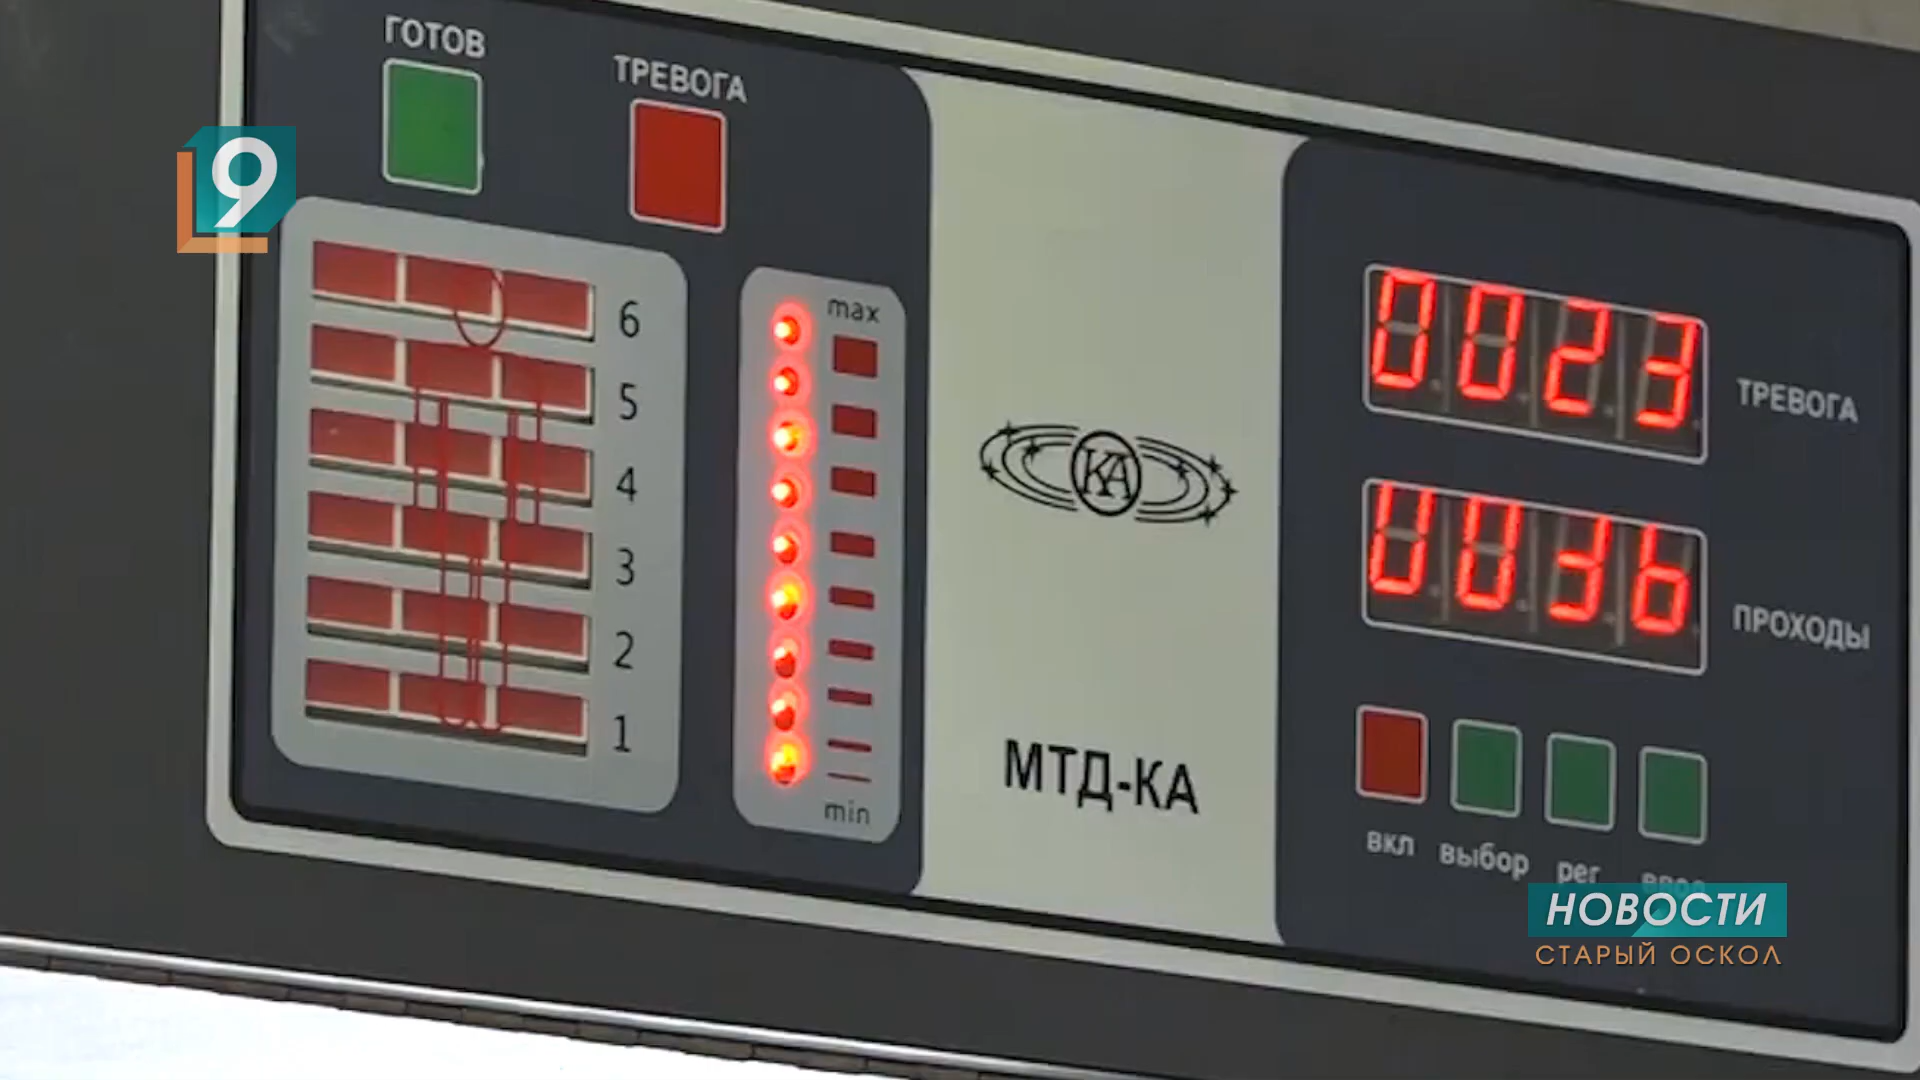 ГОТОВ
ТРЕВОГА
9
6
5
4
3
2
1
max
min
КА
МТД-КА
0023
ТРЕВОГА
0036
ПРОХОДЫ
вкл
выбор
рег
НОВОСТИ
СТАРЫЙ ОСКОЛ